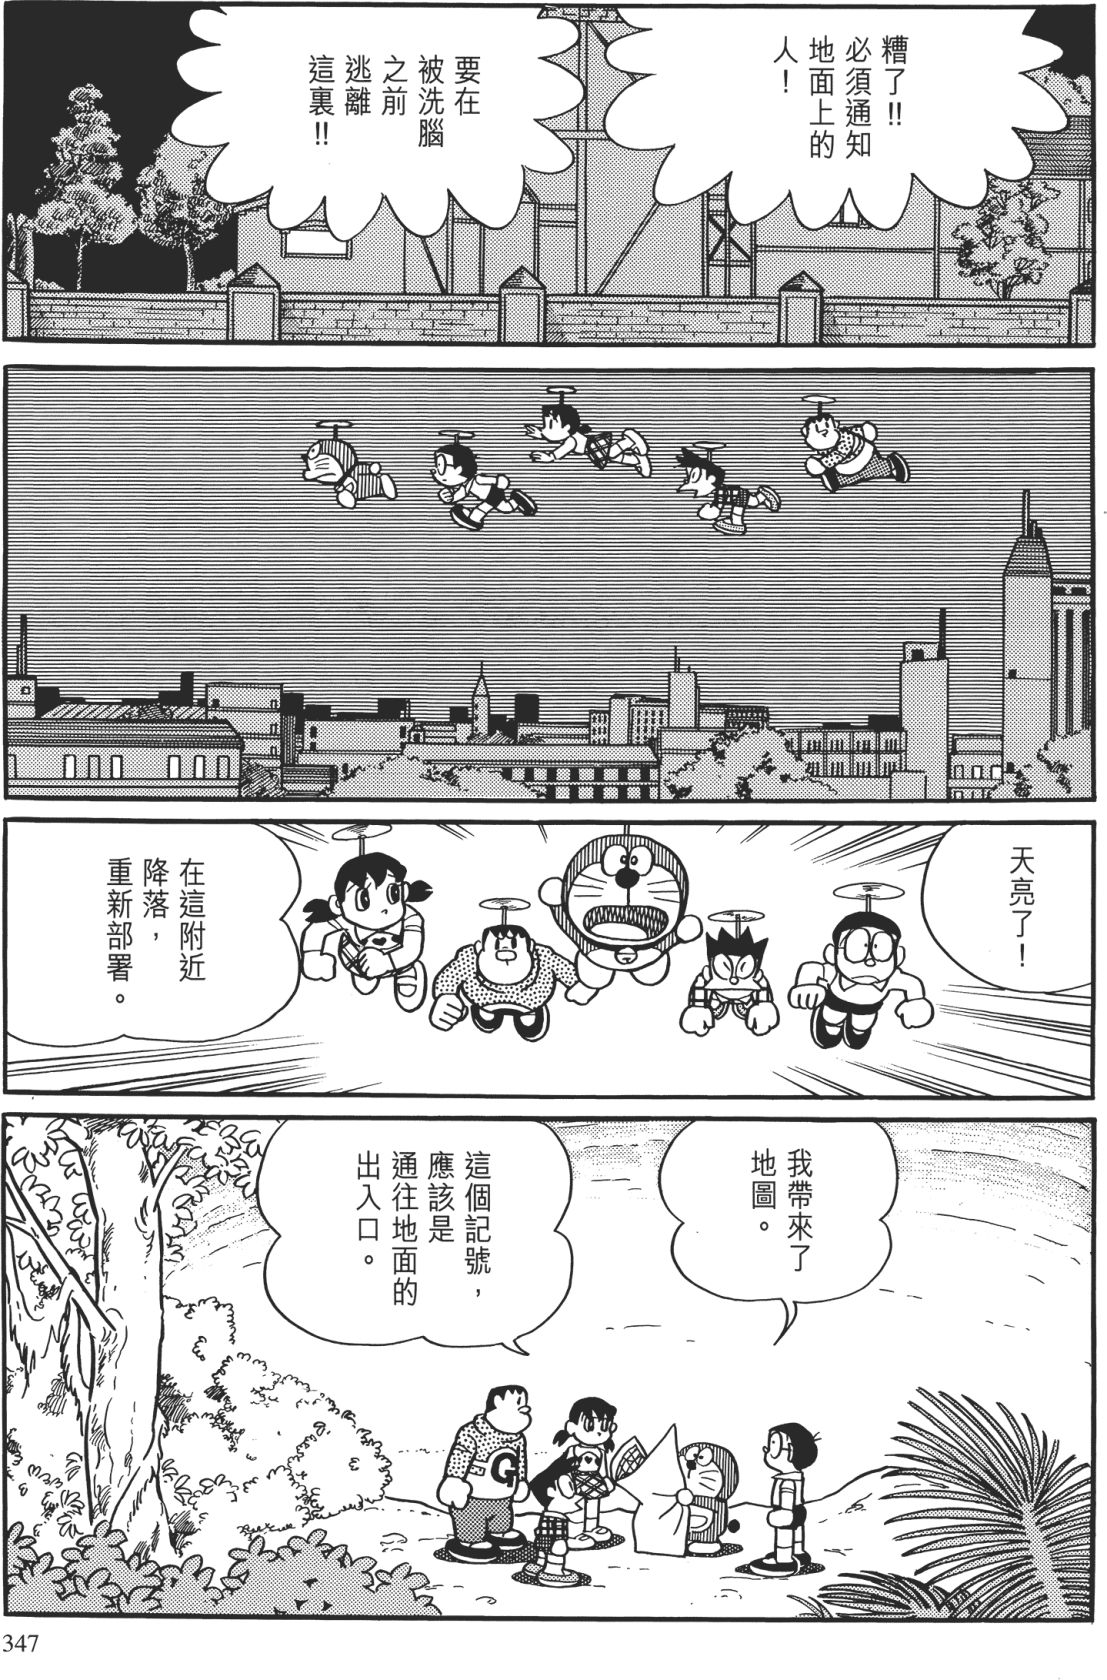 糟了!!
必須通知
地面上的
人!
要在
被洗腦
之前
逃離
這裏!!
天亮了!
在這附近
降落,
重新部署。
我帶來了
地圖。
這個記號,
應該是
通往地面的
出入口。
G
347